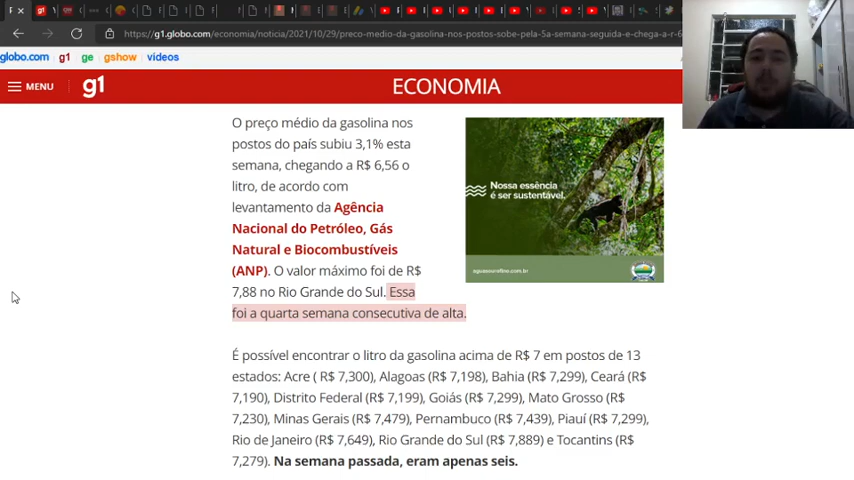 https://g1.globo.com/economia/noticia/2021/10/29/preco-medio-da-gasolina-nos-postos-sobe-pela-5a-semana-seguida-e-chega-a-r-6
globo.com g1 ge gshow videos
MENU g1 ECONOMIA
O preço médio da gasolina nos
postos do país subiu 3,1% esta
semana, chegando a R$ 6,56 o
litro, de acordo com
levantamento da Agência
Nacional do Petróleo, Gás
Natural e Biocombustíveis
(ANP). O valor máximo foi de R$
7,88 no Rio Grande do Sul. Essa
foi a quarta semana consecutiva de alta.
Nossa essência
é ser sustentável.
aguasourofino.com.br
É possível encontrar o litro da gasolina acima de R$ 7 em postos de 13
estados: Acre ( R$ 7,300), Alagoas (R$ 7,198), Bahia (R$ 7,299), Ceará (R$
7,190), Distrito Federal (R$ 7,199), Goiás (R$ 7,299), Mato Grosso (R$
7,230), Minas Gerais (R$ 7,479), Pernambuco (R$ 7,439), Piauí (R$ 7,299),
Rio de Janeiro (R$ 7,649), Rio Grande do Sul (R$ 7,889) e Tocantins (R$
7,279). Na semana passada, eram apenas seis.